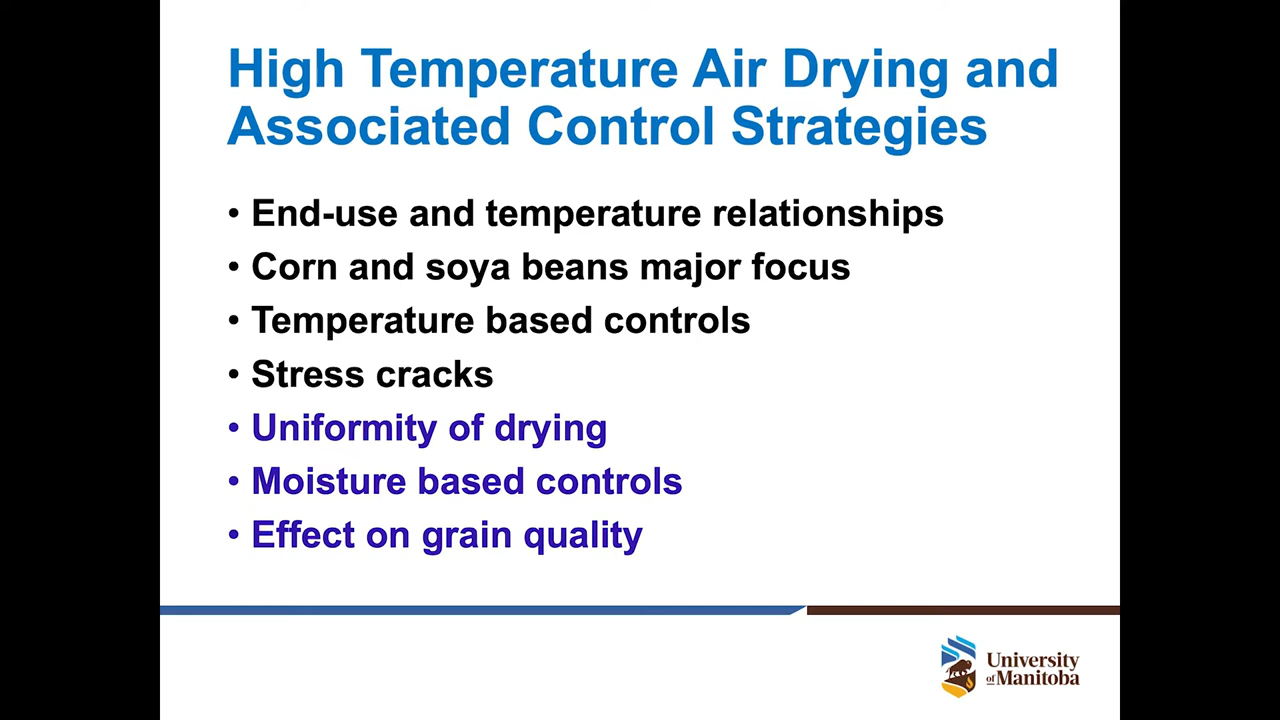 High Temperature Air Drying and
Associated Control Strategies
• End-use and temperature relationships
• Corn and soya beans major focus
• Temperature based controls
• Stress cracks
• Uniformity of drying
• Moisture based controls
• Effect on grain quality
University
of Manitoba